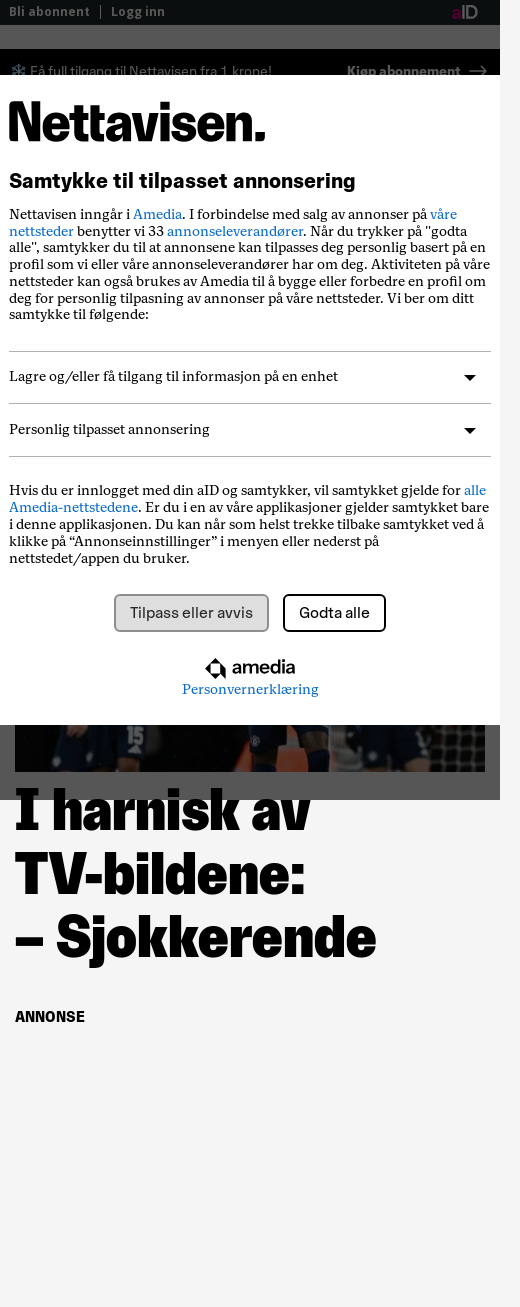 Bli abonnent | Logg inn
aID
Få full tilgang til Nettavisen fra 1 krone!
Kjøp abonnement →
Nettavisen.
Samtykke til tilpasset annonsering
Nettavisen inngår i Amedia. I forbindelse med salg av annonser på våre
nettsteder benytter vi 33 annonseleverandører. Når du trykker på "godta
alle", samtykker du til at annonsene kan tilpasses deg personlig basert på en
profil som vi eller våre annonseleverandører har om deg. Aktiviteten på våre
nettsteder kan også brukes av Amedia til å bygge eller forbedre en profil om
deg for personlig tilpasning av annonser på våre nettsteder. Vi ber om ditt
samtykke til følgende:
Lagre og/eller få tilgang til informasjon på en enhet
Personlig tilpasset annonsering
Hvis du er innlogget med din aID og samtykker, vil samtykket gjelde for alle
Amedia-nettstedene. Er du i en av våre applikasjoner gjelder samtykket bare
i denne applikasjonen. Du kan når som helst trekke tilbake samtykket ved å
klikke på “Annonseinnstillinger” i menyen eller nederst på
nettstedet/appen du bruker.
Tilpass eller avvis
Godta alle
amedia
Personvernerklæring
15
I harnisk av
TV-bildene:
– Sjokkerende
ANNONSE